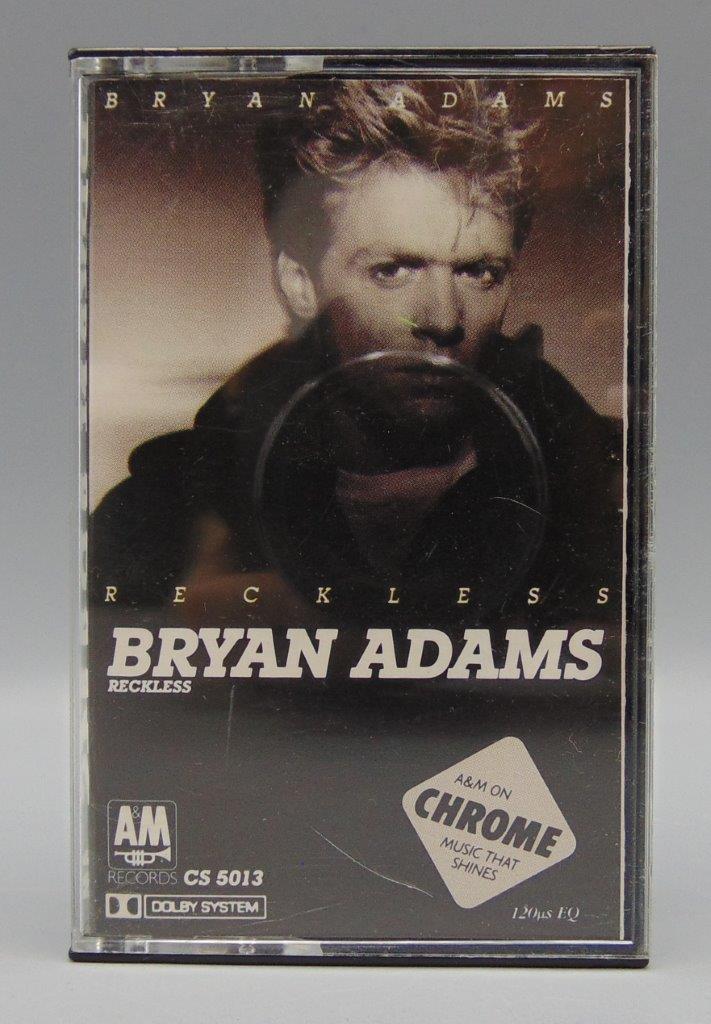 BRYAN ADAMS
RECKLESS
BRYAN ADAMS
RECKLESS
A&M ON
CHROME
MUSIC THAT
SHINES
A&M
RECORDS CS 5013
DOLBY SYSTEM
120µs EQ